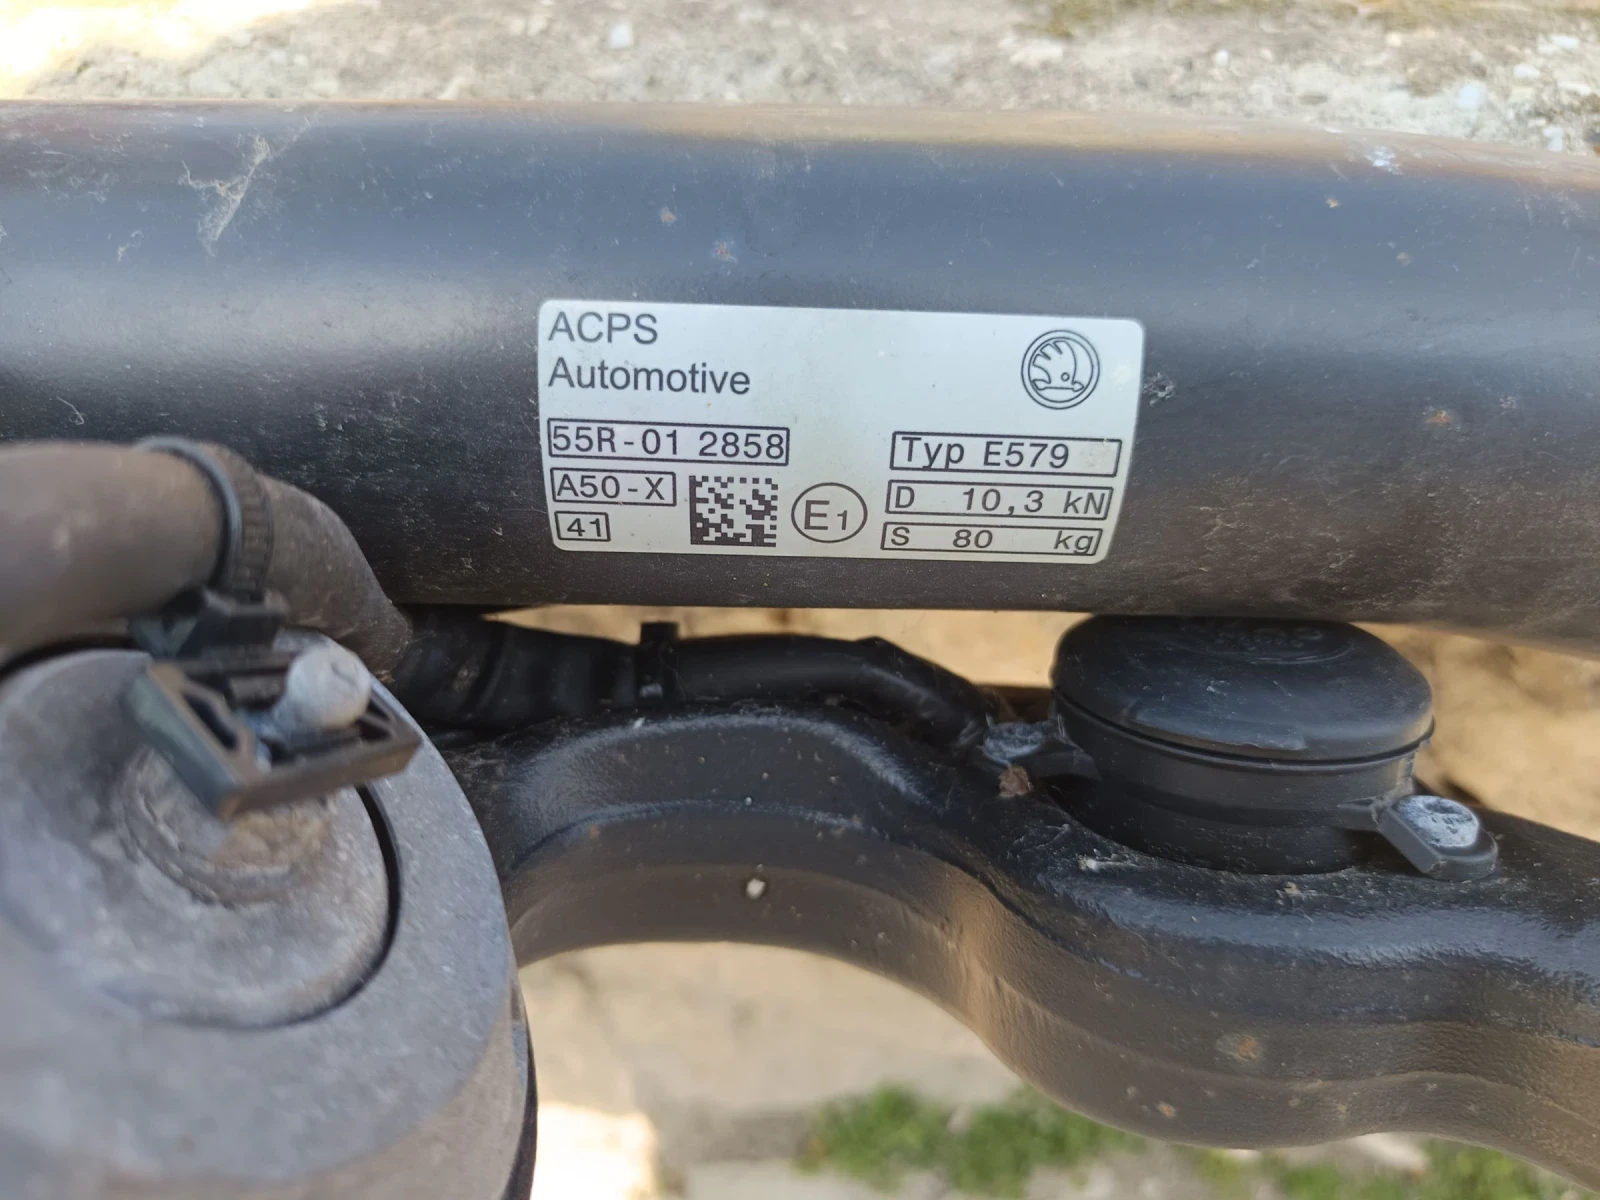 ACPS
Automotive
55R-01 2858
A50-X
41
E1
Typ E579
D 10,3 kN
S 80 kg